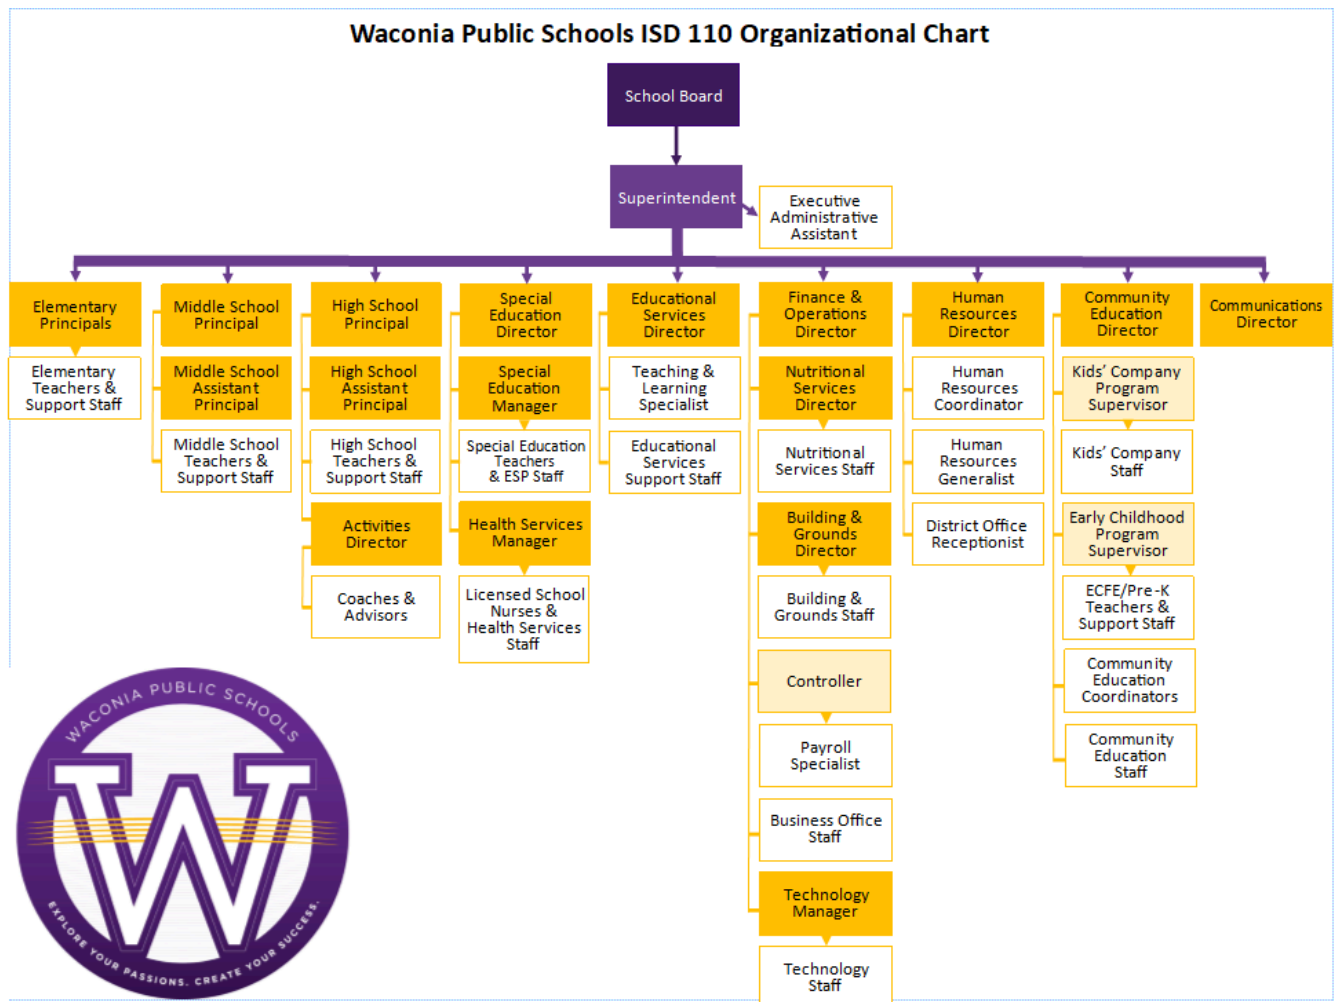 Waconia Public Schools ISD 110 Organizational Chart
School Board
Superintendent
Executive
Administrative
Assistant
Elementary
Principals
Elementary
Teachers &
Support Staff
Middle School
Principal
Middle School
Assistant
Principal
Middle School
Teachers &
Support Staff
High School
Principal
High School
Assistant
Principal
High School
Teachers &
Support Staff
Activities
Director
Coaches &
Advisors
Special
Education
Director
Special
Education
Manager
Special Education
Teachers
& ESP Staff
Health Services
Manager
Licensed School
Nurses &
Health Services
Staff
Educational
Services
Director
Teaching &
Learning
Specialist
Educational
Services
Support Staff
Finance &
Operations
Director
Nutritional
Services
Director
Nutritional
Services Staff
Building &
Grounds
Director
Building &
Grounds Staff
Controller
Payroll
Specialist
Business Office
Staff
Technology
Manager
Technology
Staff
Human
Resources
Director
Human
Resources
Coordinator
Human
Resources
Generalist
District Office
Receptionist
Community
Education
Director
Kids’ Company
Program
Supervisor
Kids’ Company
Staff
Early Childhood
Program
Supervisor
ECFE/Pre-K
Teachers &
Support Staff
Community
Education
Coordinators
Community
Education
Staff
Communications
Director
WACONIA PUBLIC SCHOOLS
W
EXPLORE YOUR PASSIONS. CREATE YOUR SUCCESS.